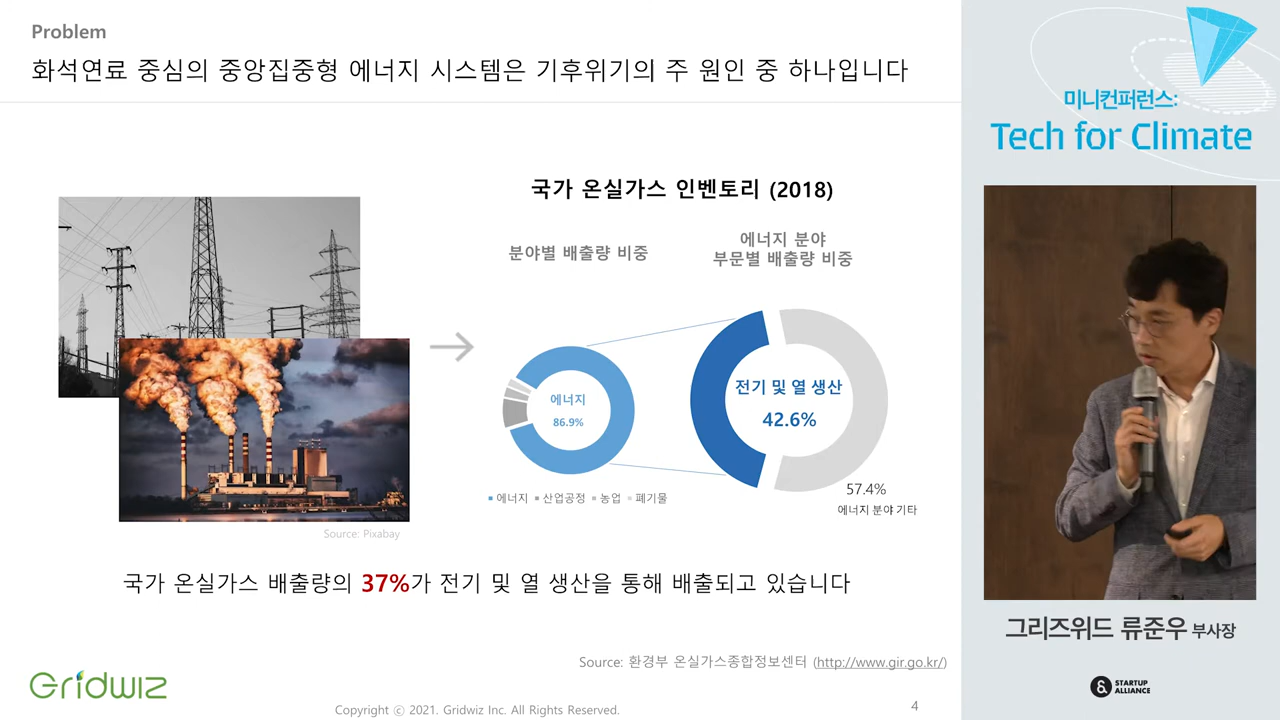 Problem
화석연료 중심의 중앙집중형 에너지 시스템은 기후위기의 주 원인 중 하나입니다
국가 온실가스 인벤토리 (2018)
분야별 배출량 비중
에너지 분야
부문별 배출량 비중
에너지
86.9%
전기 및 열 생산
42.6%
57.4%
에너지 분야 기타
에너지 산업공정 농업 폐기물
Source: Pixabay
국가 온실가스 배출량의 37%가 전기 및 열 생산을 통해 배출되고 있습니다
Source: 환경부 온실가스종합정보센터 (http://www.gir.go.kr/)
Gridwiz
Copyright ⓒ 2021. Gridwiz Inc. All Rights Reserved.
4
미니컨퍼런스:
Tech for Climate
그리즈위드 류준우 부사장
&
STARTUP
ALLIANCE